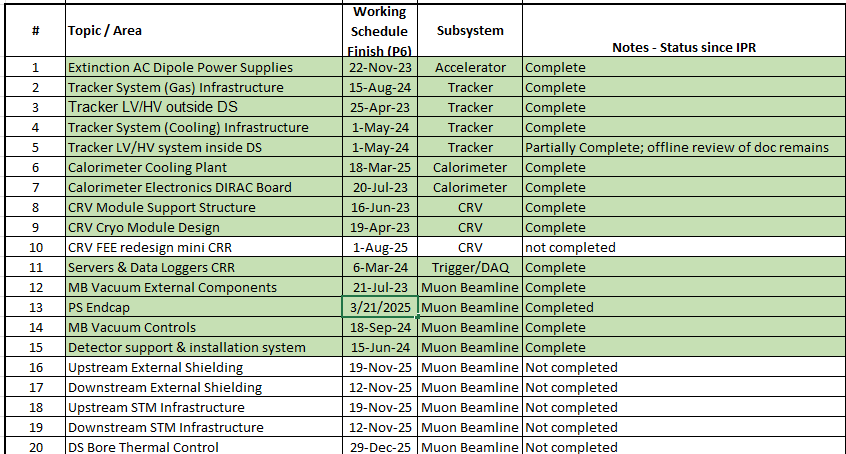 # Topic / Area Working Schedule Finish (P6) Subsystem Notes - Status since IPR
1 Extinction AC Dipole Power Supplies 22-Nov-23 Accelerator Complete
2 Tracker System (Gas) Infrastructure 15-Aug-24 Tracker Complete
3 Tracker LV/HV outside DS 25-Apr-23 Tracker Complete
4 Tracker System (Cooling) Infrastructure 1-May-24 Tracker Complete
5 Tracker LV/HV system inside DS 1-May-24 Tracker Partially Complete; offline review of doc remains
6 Calorimeter Cooling Plant 18-Mar-25 Calorimeter Complete
7 Calorimeter Electronics DIRAC Board 20-Jul-23 Calorimeter Complete
8 CRV Module Support Structure 16-Jun-23 CRV Complete
9 CRV Cryo Module Design 19-Apr-23 CRV Complete
10 CRV FEE redesign mini CRR 1-Aug-25 CRV not completed
11 Servers & Data Loggers CRR 6-Mar-24 Trigger/DAQ Complete
12 MB Vacuum External Components 21-Jul-23 Muon Beamline Complete
13 PS Endcap 3/21/2025 Muon Beamline Completed
14 MB Vacuum Controls 18-Sep-24 Muon Beamline Complete
15 Detector support & installation system 15-Jun-24 Muon Beamline Complete
16 Upstream External Shielding 19-Nov-25 Muon Beamline Not completed
17 Downstream External Shielding 12-Nov-25 Muon Beamline Not completed
18 Upstream STM Infrastructure 19-Nov-25 Muon Beamline Not completed
19 Downstream STM Infrastructure 12-Nov-25 Muon Beamline Not completed
20 DS Bore Thermal Control 29-Dec-25 Muon Beamline Not completed